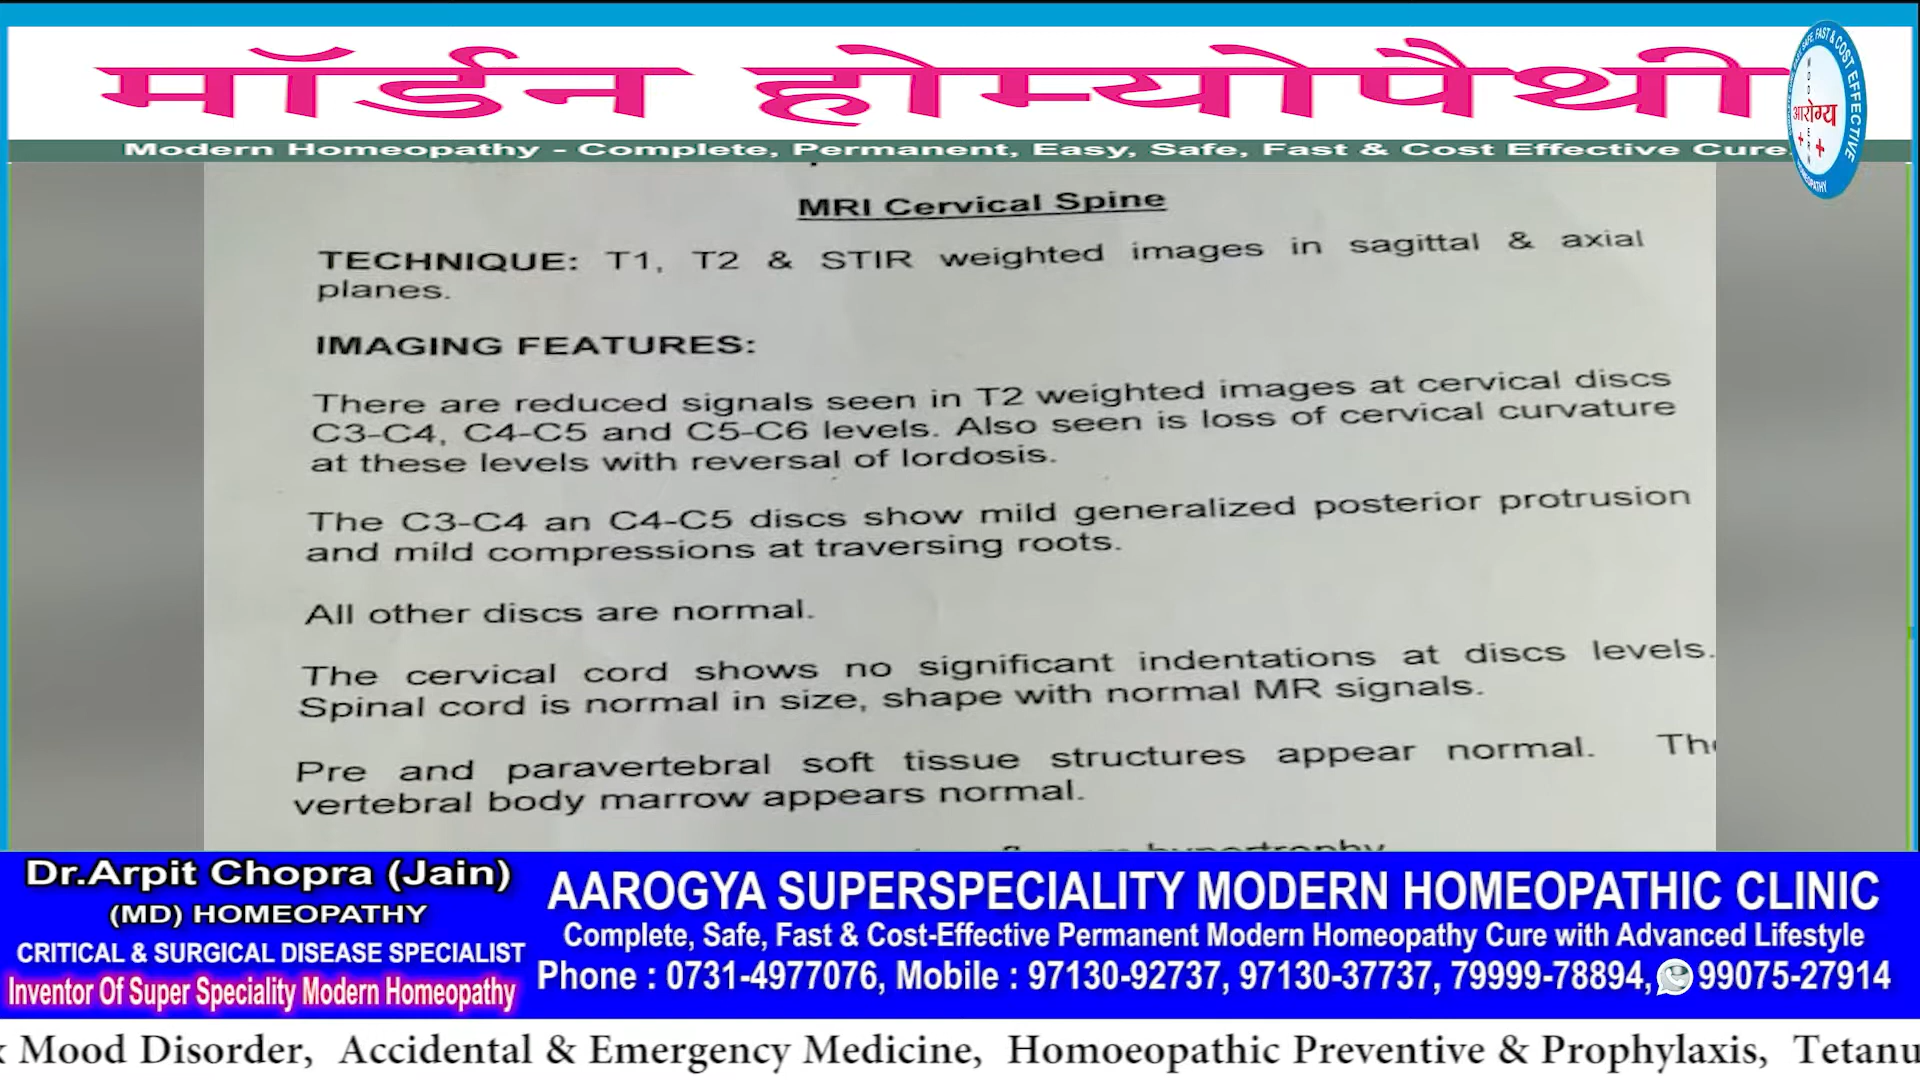 मॉर्डन होम्योपैथी
Modern Homeopathy - Complete, Permanent, Easy, Safe, Fast & Cost Effective Cure
SAFE, FAST & COST EFFECTIVE
आरोग्य
MRI Cervical Spine
TECHNIQUE: T1, T2 & STIR weighted images in sagittal & axial
planes.
IMAGING FEATURES:
There are reduced signals seen in T2 weighted images at cervical discs
C3-C4, C4-C5 and C5-C6 levels. Also seen is loss of cervical curvature
at these levels with reversal of lordosis.
The C3-C4 an C4-C5 discs show mild generalized posterior protrusion
and mild compressions at traversing roots.
All other discs are normal.
The cervical cord shows no significant indentations at discs levels.
Spinal cord is normal in size, shape with normal MR signals.
Pre and paravertebral soft tissue structures appear normal. The
vertebral body marrow appears normal.
hypertrophy
Dr.Arpit Chopra (Jain)
(MD) HOMEOPATHY
CRITICAL & SURGICAL DISEASE SPECIALIST
Inventor Of Super Speciality Modern Homeopathy
AAROGYA SUPERSPECIALITY MODERN HOMEOPATHIC CLINIC
Complete, Safe, Fast & Cost-Effective Permanent Modern Homeopathy Cure with Advanced Lifestyle
Phone : 0731-4977076, Mobile : 97130-92737, 97130-37737, 79999-78894, 99075-27914
Mood Disorder, Accidental & Emergency Medicine, Homoeopathic Preventive & Prophylaxis, Tetanu